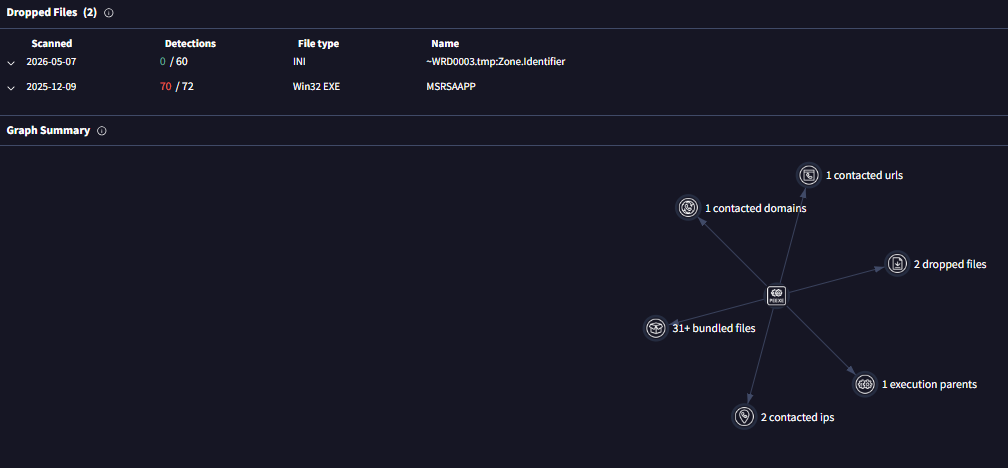 Dropped Files (2)
Scanned Detections File type Name
2026-05-07 0 / 60 INI ~WRD0003.tmp:Zone.Identifier
2025-12-09 70 / 72 Win32 EXE MSRSAAPP
Graph Summary
1 contacted urls
1 contacted domains
2 dropped files
PEEXE
31+ bundled files
1 execution parents
2 contacted ips